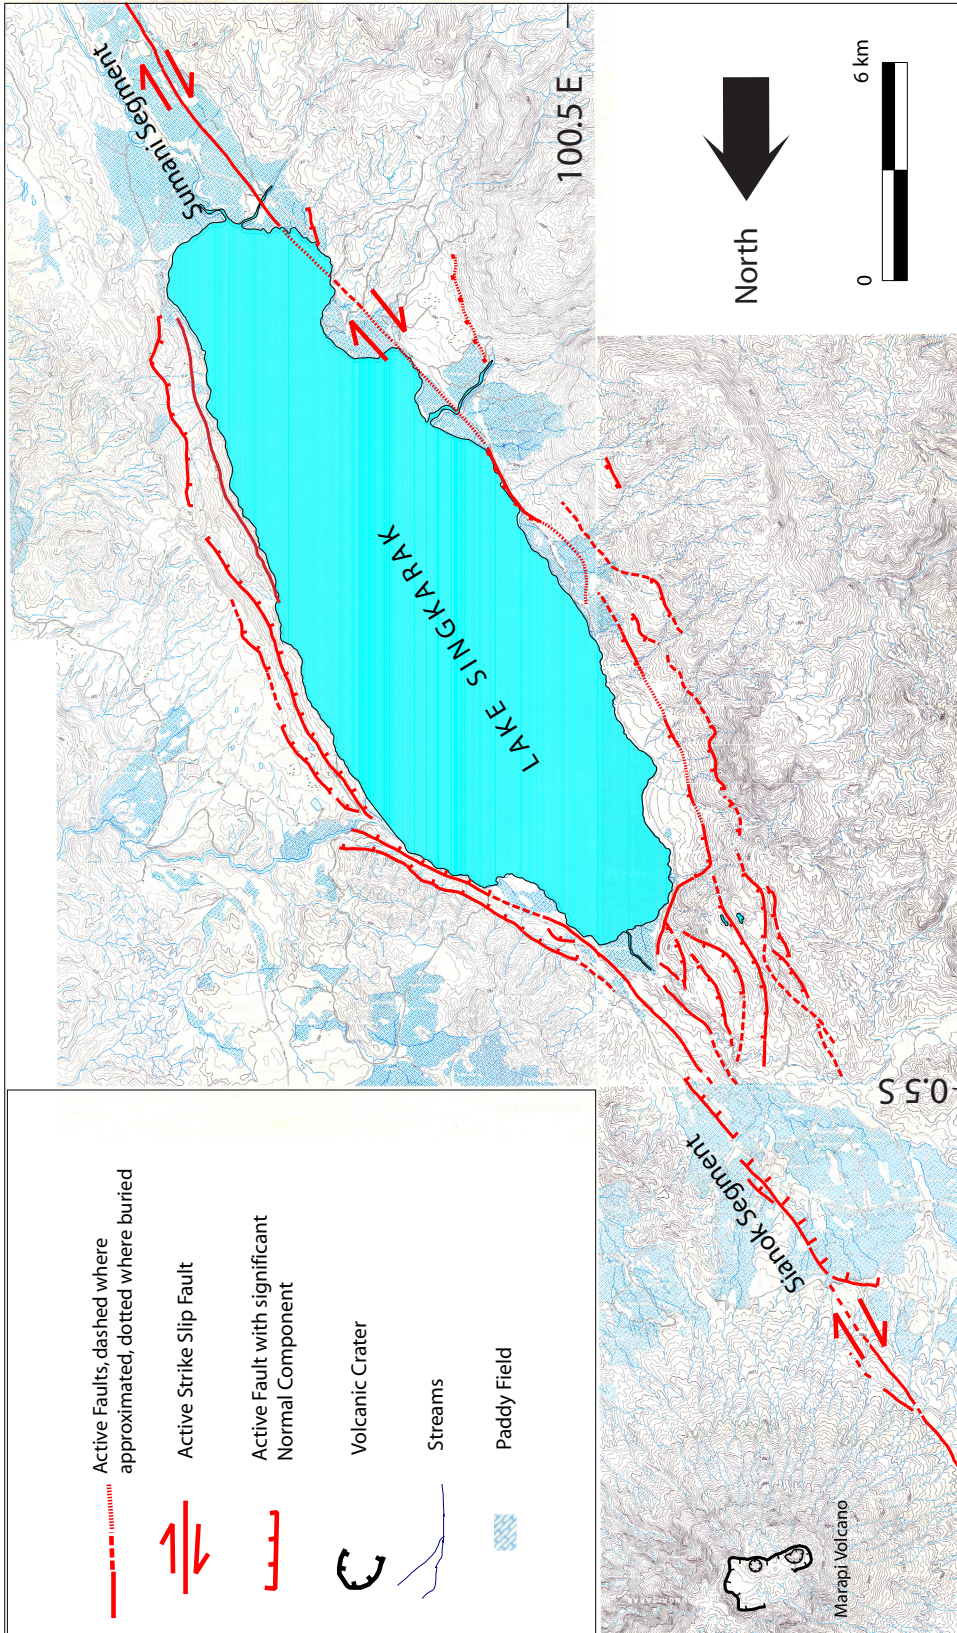 Sumani Segment
100.5 E
North
0
6 km
LAKE SINGKARAK
0.5 S
Sianok Segment
Marapi Volcano
Active Faults, dashed where
approximated, dotted where buried
Active Strike Slip Fault
Active Fault with significant
Normal Component
Volcanic Crater
Streams
Paddy Field